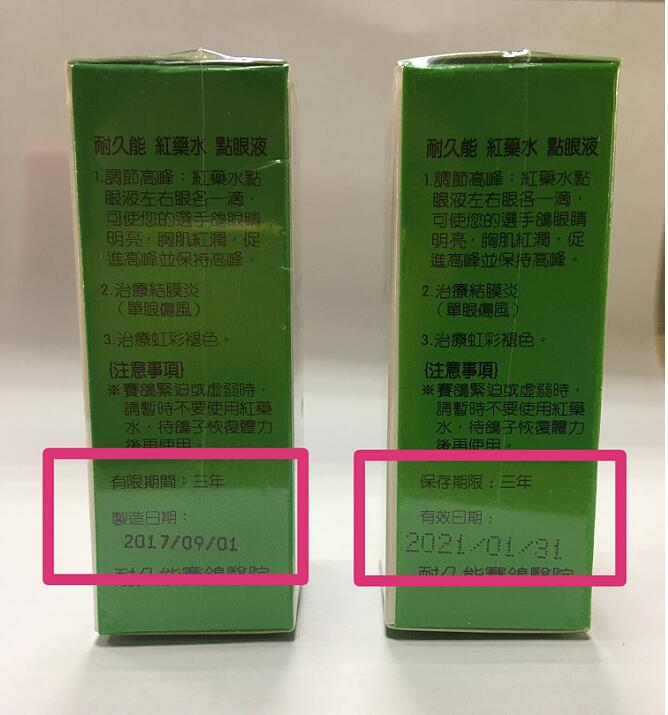 耐久能 紅藥水 點眼液
1.調節高峰：紅藥水點
眼液左右眼各一滴，
可使您的選手鴿眼睛
明亮，胸肌紅潤，促
進高峰並保持高峰。
2.治療結膜炎
（單眼傷風）
3.治療虹彩褪色。
{注意事項}
※賽鴿緊迫或虛弱時，
請暫時不要使用紅藥
水，待鴿子恢復體力
後再使用。
有限期間：三年
製造日期：
2017/09/01
耐久能賽鴿醫院
耐久能 紅藥水 點眼液
1.調節高峰：紅藥水點
眼液左右眼各一滴，
可使您的選手鴿眼睛
明亮，胸肌紅潤，促
進高峰並保持高峰。
2.治療結膜炎
（單眼傷風）
3.治療虹彩褪色。
{注意事項}
※賽鴿緊迫或虛弱時，
請暫時不要使用紅藥
水，待鴿子恢復體力
後再使用。
保存期限：三年
有效日期：
2021/01/31
耐久能賽鴿醫院